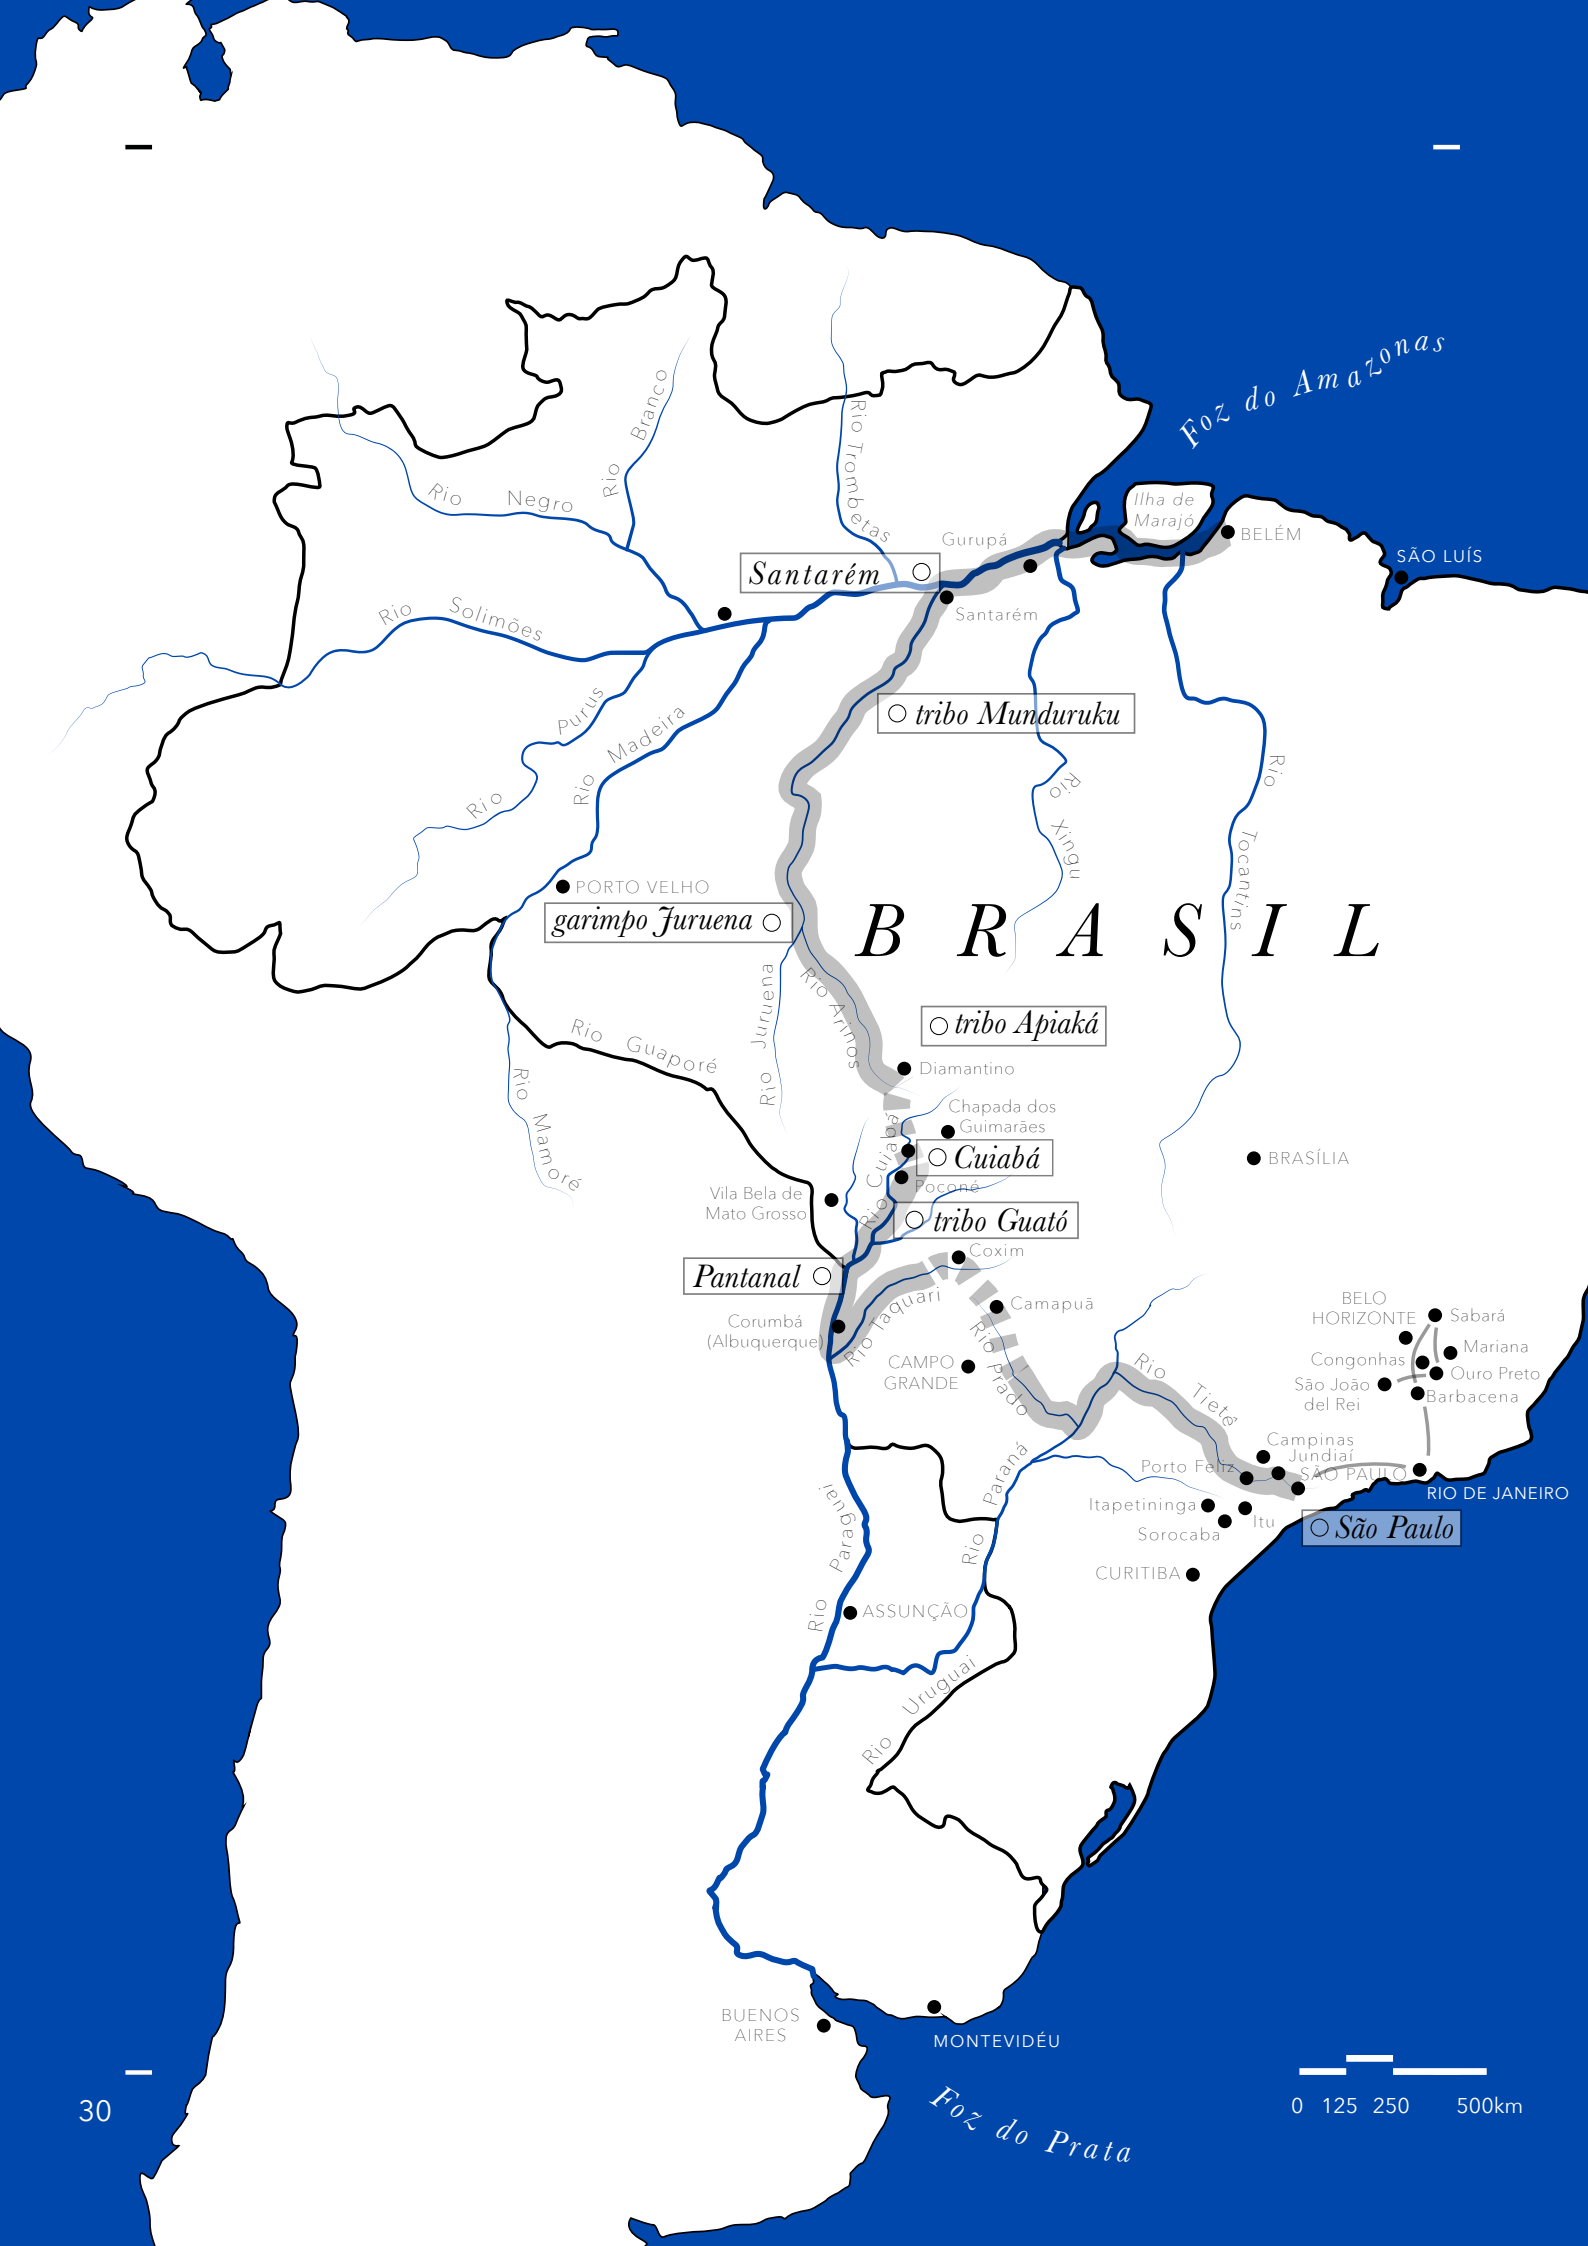 Foz do Amazonas
Rio Branco
Rio Trombetas
Rio Negro
Ilha de
Marajó
Gurupá
BELÉM
SÃO LUÍS
Santarém
Santarém
Rio Solimões
tribo Munduruku
Rio Purus
Rio Madeira
Rio Xingu
Rio Tocantins
PORTO VELHO
garimpo Juruena
BRASIL
Rio Juruena
Rio Arinos
tribo Apiaká
Rio Guaporé
Diamantino
Rio Mamoré
Chapada dos
Guimarães
Rio Cuiabá
Cuiabá
BRASÍLIA
Poconé
Vila Bela de
Mato Grosso
tribo Guató
Coxim
Pantanal
Rio Taquari
Camapuã
Corumbá
(Albuquerque)
Rio Prado
CAMPO
GRANDE
Rio Tieté
BELO
HORIZONTE
Sabará
Mariana
Congonhas
Ouro Preto
São João
del Rei
Barbacena
Campinas
Jundiaí
Porto Feliz
SÃO PAULO
RIO DE JANEIRO
Itapetininga
Itu
Sorocaba
São Paulo
CURITIBA
Rio Paraná
Rio Paraguai
ASSUNÇÃO
Rio Uruguai
BUENOS
AIRES
MONTEVIDÉU
Foz do Prata
30
0 125 250 500km